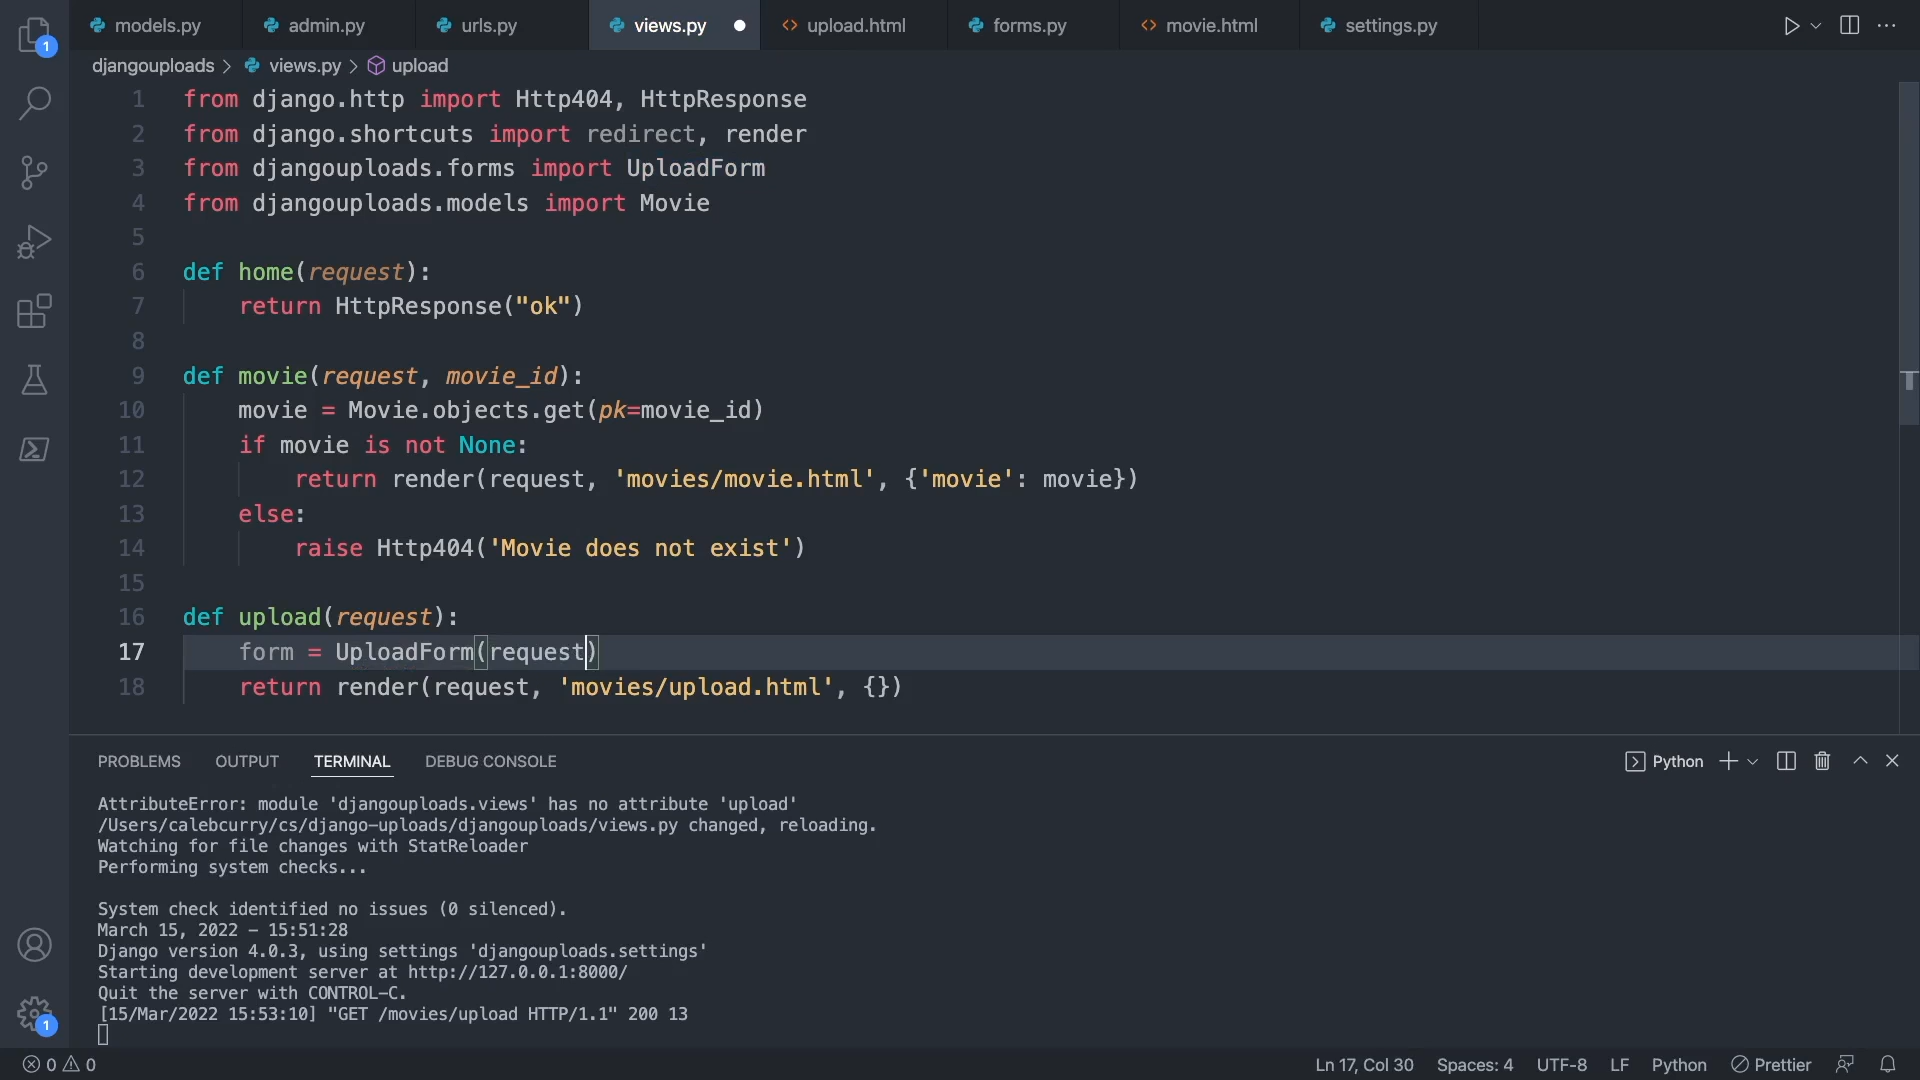 models.py
admin.py
urls.py
views.py
upload.html
forms.py
movie.html
settings.py
djangouploads > views.py > upload
1 from django.http import Http404, HttpResponse
2 from django.shortcuts import redirect, render
3 from djangouploads.forms import UploadForm
4 from djangouploads.models import Movie
5
6 def home(request):
7 return HttpResponse("ok")
8
9 def movie(request, movie_id):
10 movie = Movie.objects.get(pk=movie_id)
11 if movie is not None:
12 return render(request, 'movies/movie.html', {'movie': movie})
13 else:
14 raise Http404('Movie does not exist')
15
16 def upload(request):
17 form = UploadForm(request)
18 return render(request, 'movies/upload.html', {})
PROBLEMS OUTPUT TERMINAL DEBUG CONSOLE
Python
AttributeError: module 'djangouploads.views' has no attribute 'upload'
/Users/calebcurry/cs/django-uploads/djangouploads/views.py changed, reloading.
Watching for file changes with StatReloader
Performing system checks...
System check identified no issues (0 silenced).
March 15, 2022 - 15:51:28
Django version 4.0.3, using settings 'djangouploads.settings'
Starting development server at http://127.0.0.1:8000/
Quit the server with CONTROL-C.
[15/Mar/2022 15:53:10] "GET /movies/upload HTTP/1.1" 200 13
1
1
0 0
Ln 17, Col 30 Spaces: 4 UTF-8 LF Python Prettier